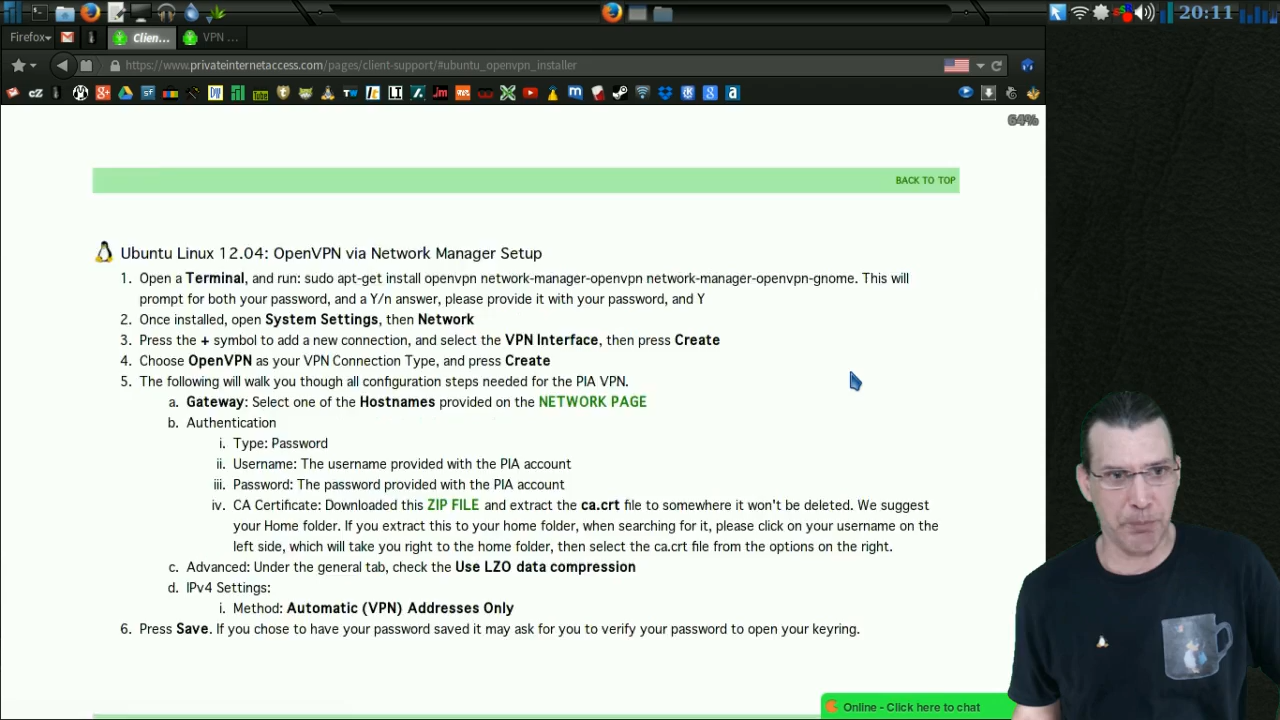 20:11
Firefox
Clien...
VPN ...
https://www.privateinternetaccess.com/pages/client-support/#ubuntu_openvpn_installer
64%
BACK TO TOP
Ubuntu Linux 12.04: OpenVPN via Network Manager Setup
1. Open a Terminal, and run: sudo apt-get install openvpn network-manager-openvpn network-manager-openvpn-gnome. This will
prompt for both your password, and a Y/n answer, please provide it with your password, and Y
2. Once installed, open System Settings, then Network
3. Press the + symbol to add a new connection, and select the VPN Interface, then press Create
4. Choose OpenVPN as your VPN Connection Type, and press Create
5. The following will walk you though all configuration steps needed for the PIA VPN.
a. Gateway: Select one of the Hostnames provided on the NETWORK PAGE
b. Authentication
i. Type: Password
ii. Username: The username provided with the PIA account
iii. Password: The password provided with the PIA account
iv. CA Certificate: Downloaded this ZIP FILE and extract the ca.crt file to somewhere it won't be deleted. We suggest
your Home folder. If you extract this to your home folder, when searching for it, please click on your username on the
left side, which will take you right to the home folder, then select the ca.crt file from the options on the right.
c. Advanced: Under the general tab, check the Use LZO data compression
d. IPv4 Settings:
i. Method: Automatic (VPN) Addresses Only
6. Press Save. If you chose to have your password saved it may ask for you to verify your password to open your keyring.
Online - Click here to chat